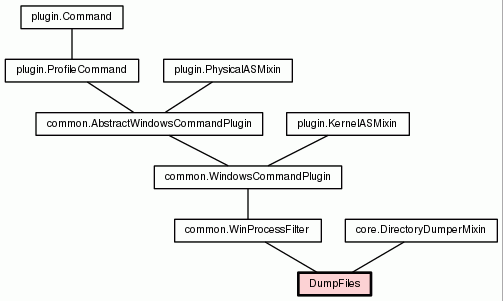 plugin.Command
plugin.ProfileCommand
plugin.PhysicalASMixin
common.AbstractWindowsCommandPlugin
plugin.KernelASMixin
common.WindowsCommandPlugin
common.WinProcessFilter
core.DirectoryDumperMixin
DumpFiles